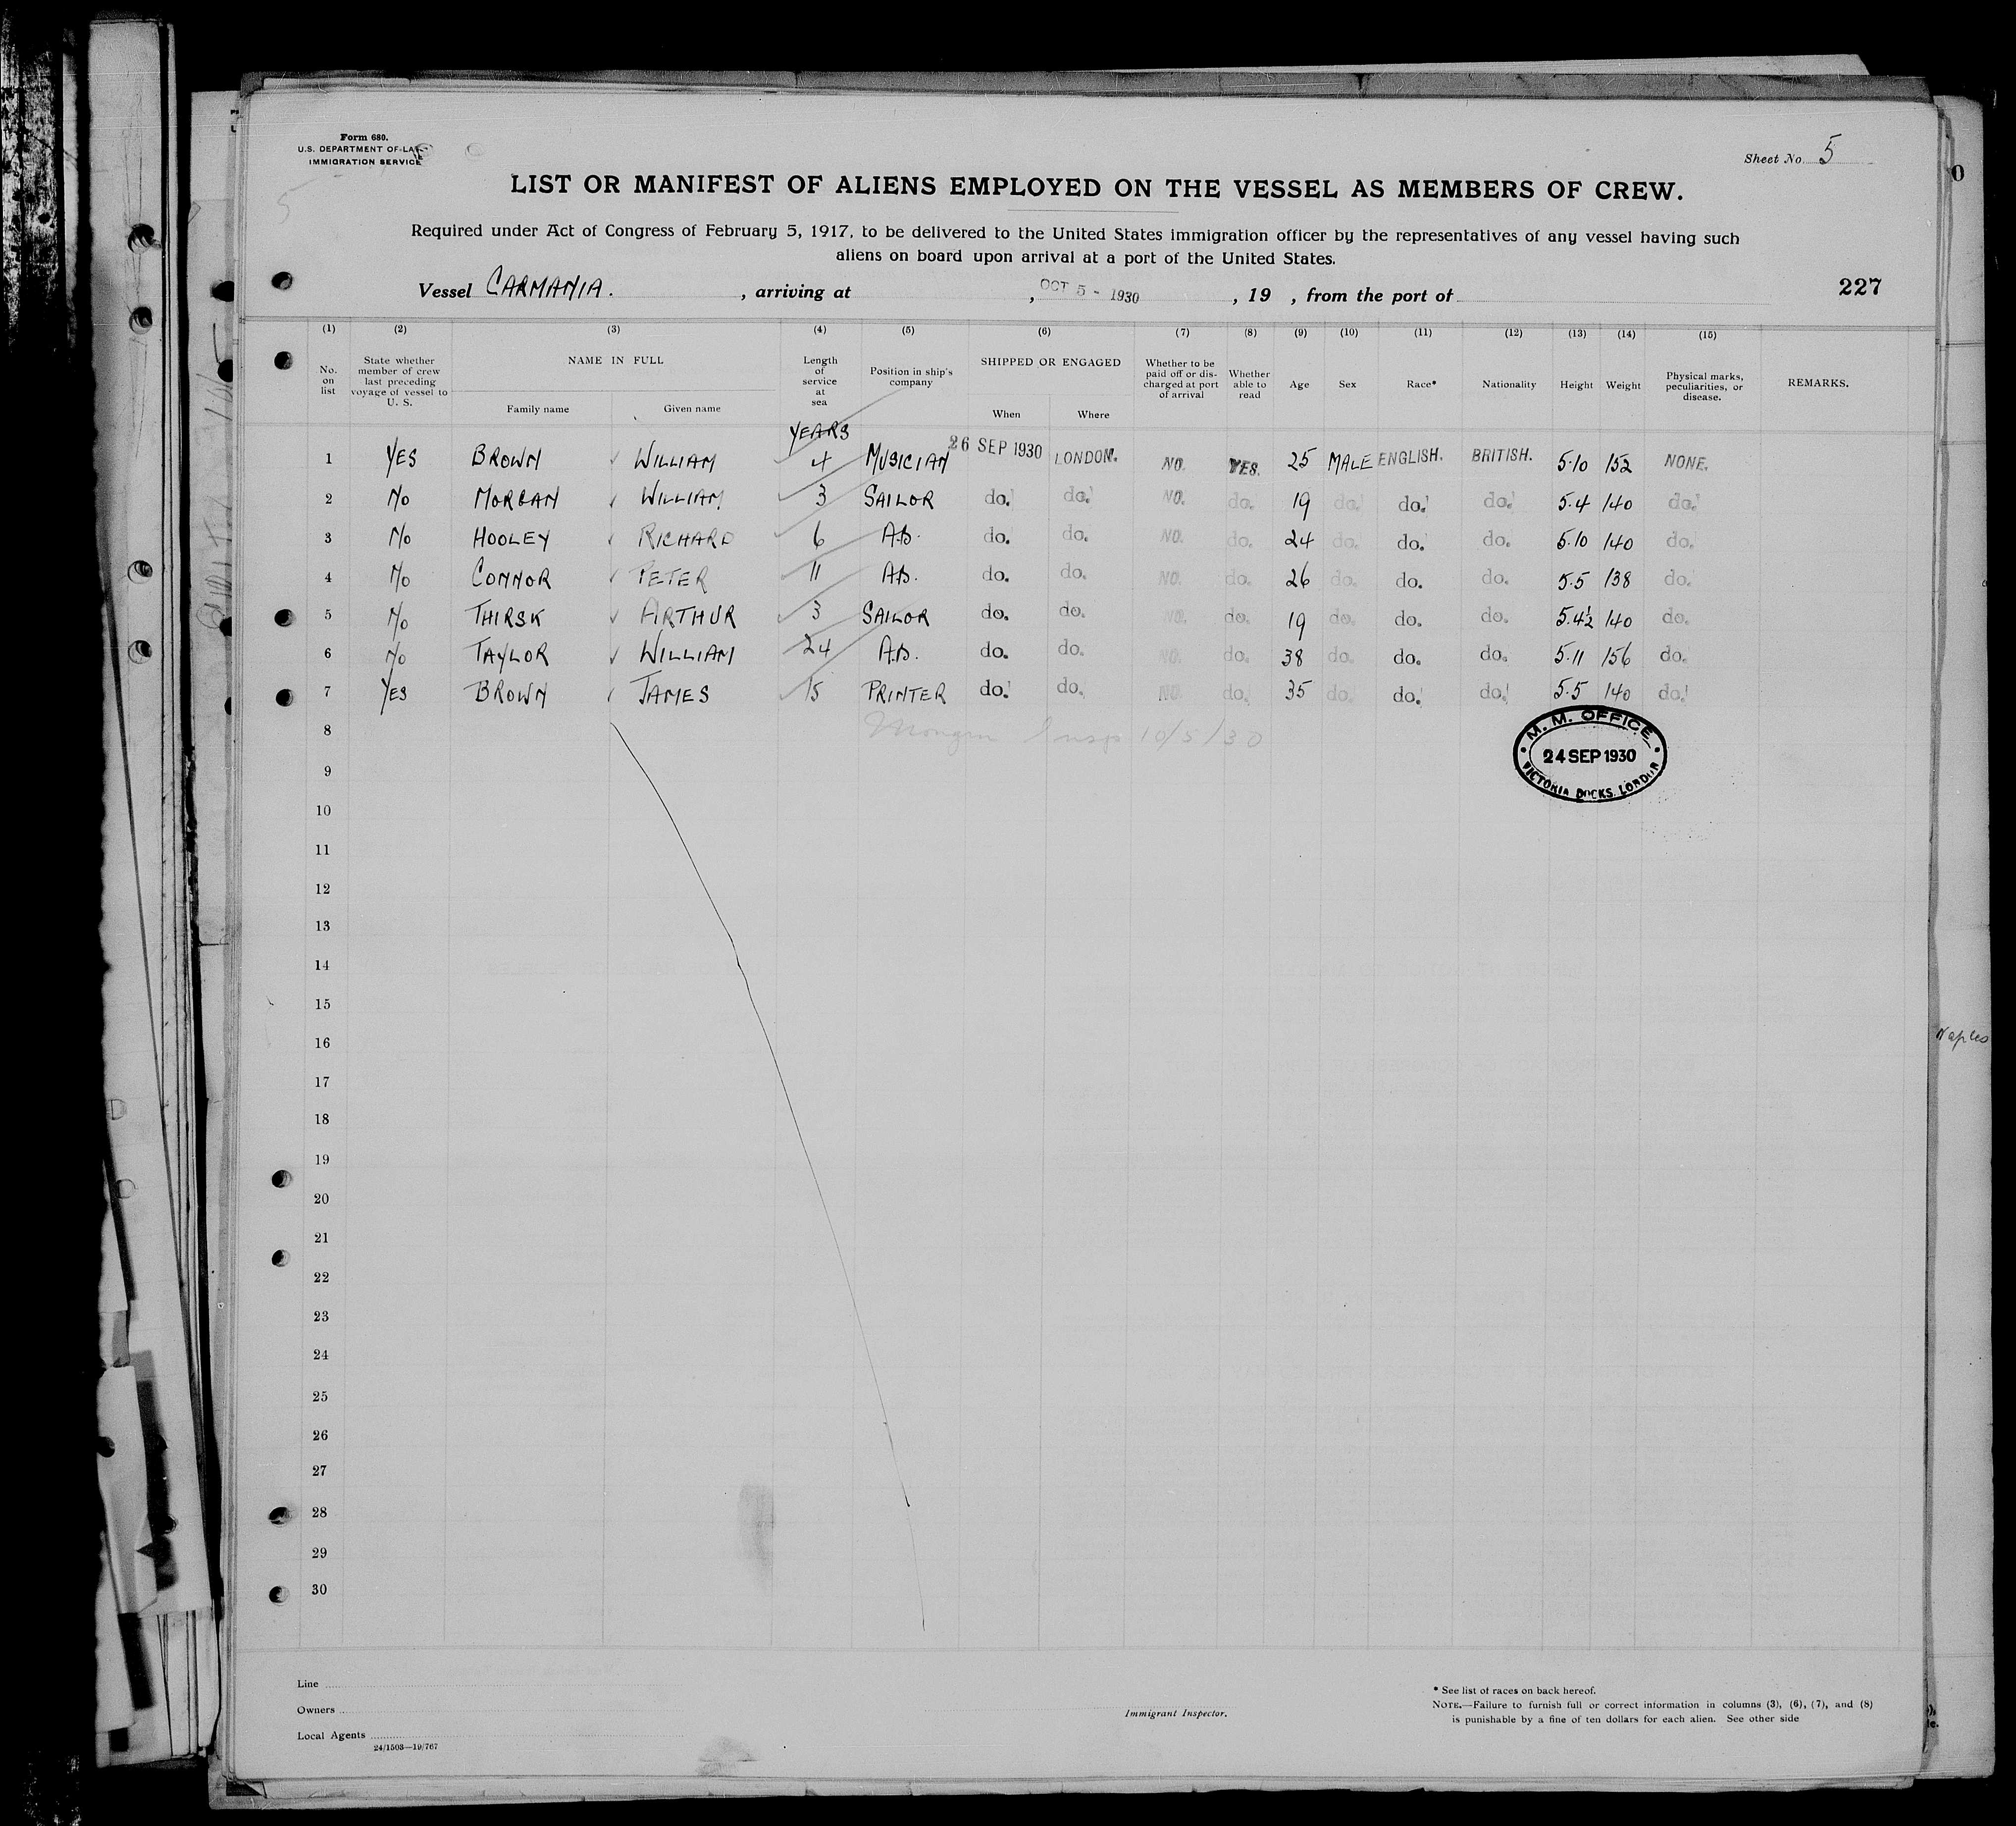 Form 680.
U.S. DEPARTMENT OF LA
IMMIGRATION SERVICE
Sheet No. 5
LIST OR MANIFEST OF ALIENS EMPLOYED ON THE VESSEL AS MEMBERS OF CREW.
Required under Act of Congress of February 5, 1917, to be delivered to the United States immigration officer by the representatives of any vessel having such
aliens on board upon arrival at a port of the United States.
Vessel CARMANIA. , arriving at , OCT 5 - 1930 , 19 , from the port of 227
(1) (2) (3) (4) (5) (6) (7) (8) (9) (10) (11) (12) (13) (14) (15)
No. on list State whether member of crew last preceding voyage of vessel to U. S. NAME IN FULL Family name Given name Length of service at sea Position in ship's company SHIPPED OR ENGAGED When Where Whether to be paid off or discharged at port of arrival Whether able to read Age Sex Race* Nationality Height Weight Physical marks, peculiarities, or disease. REMARKS.
YEARS
1 YES BROWN WILLIAM 4 MUSICIAN 26 SEP 1930 LONDON. NO. YES. 25 MALE ENGLISH. BRITISH. 5.10 152 NONE.
2 No MORGAN WILLIAM 3 SAILOR do. do. NO. do. 19 do. do. do. 5.4 140 do.
3 No HOOLEY RICHARD 6 A.B. do. do. NO. do. 24 do. do. do. 5.10 140 do.
4 No CONNOR PETER 11 A.B. do. do. NO. do. 26 do. do. do. 5.5 138 do.
5 No THIRSK ARTHUR 3 SAILOR do. do. NO. do. 19 do. do. do. 5.4½ 140 do.
6 No TAYLOR WILLIAM 24 A.B. do. do. NO. do. 38 do. do. do. 5.11 156 do.
7 YES BROWN JAMES 15 PRINTER do. do. NO. do. 35 do. do. do. 5.5 140 do.
8 Insp 10/5/30
M. M. OFFICE
24 SEP 1930
VICTORIA DOCKS, LONDON
9
10
11
12
13
14
15
16
Naples
17
18
19
20
21
22
23
24
25
26
27
28
29
30
Line
Owners
Local Agents
24/1503—19/767
Immigrant Inspector.
* See list of races on back hereof.
NOTE.—Failure to furnish full or correct information in columns (3), (6), (7), and (8)
is punishable by a fine of ten dollars for each alien. See other side